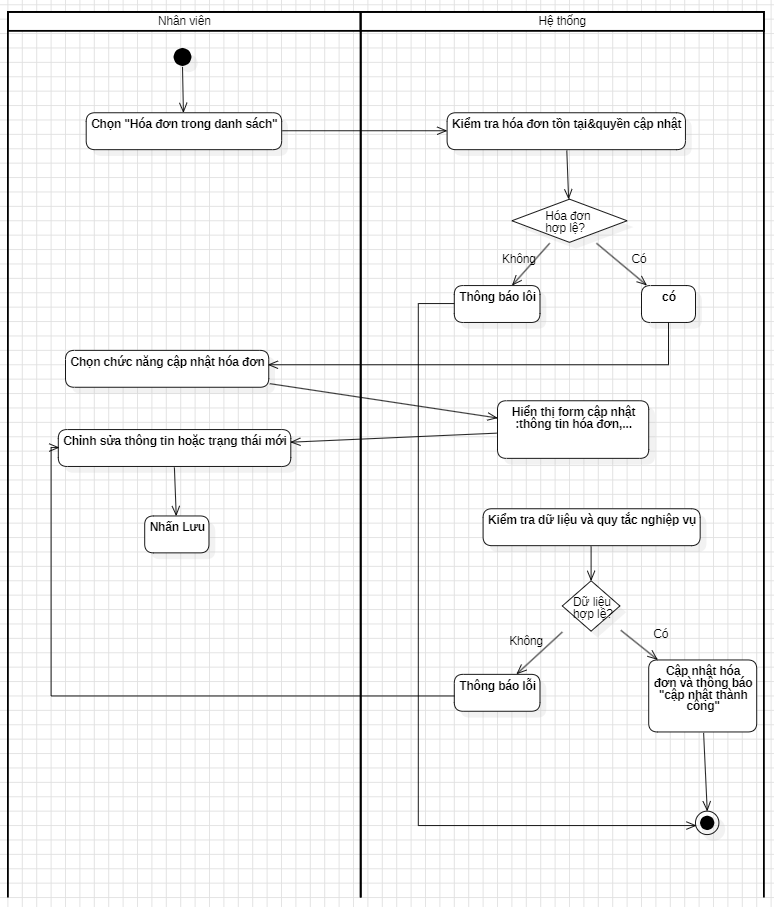 Nhân viên
Hệ thống
Chọn "Hóa đơn trong danh sách"
Kiểm tra hóa đơn tồn tại&quyền cập nhật
Hóa đơn
hợp lệ?
Không
Có
Thông báo lôi
có
Chọn chức năng cập nhật hóa đơn
Hiển thị form cập nhật
:thông tin hóa đơn,...
Chỉnh sửa thông tin hoặc trạng thái mới
Nhấn Lưu
Kiểm tra dữ liệu và quy tắc nghiệp vụ
Dữ liệu
hợp lệ?
Không
Có
Thông báo lỗi
Cập nhật hóa
đơn và thông báo
"cập nhật thành
công"